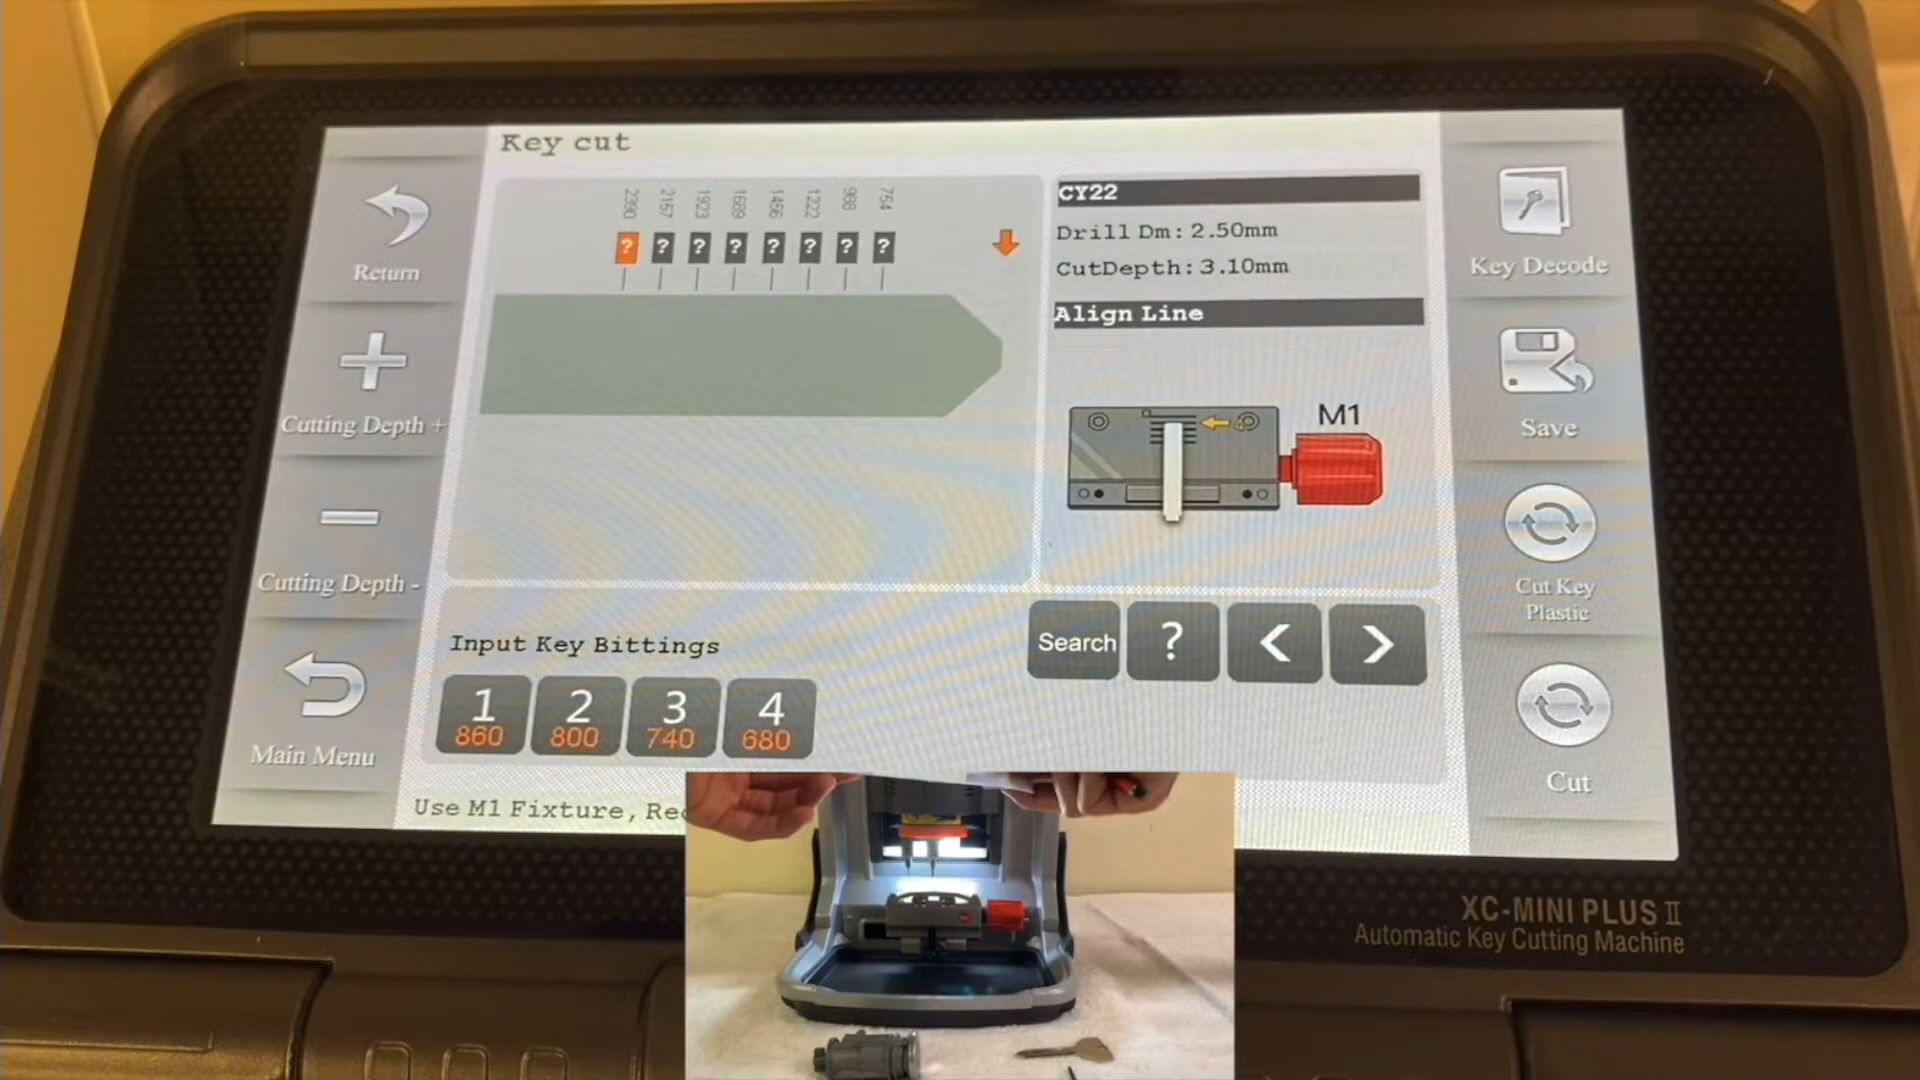 Key cut
2390 2157 1923 1689 1456 1222 988 754
? ? ? ? ? ? ? ?
CY22
Drill Dm: 2.50mm
CutDepth: 3.10mm
Align Line
M1
Return
Cutting Depth +
Cutting Depth -
Main Menu
Key Decode
Save
Cut Key
Plastic
Cut
Input Key Bittings
Search ? < >
1 2 3 4
860 800 740 680
Use M1 Fixture,
XC-MINI PLUS II
Automatic Key Cutting Machine